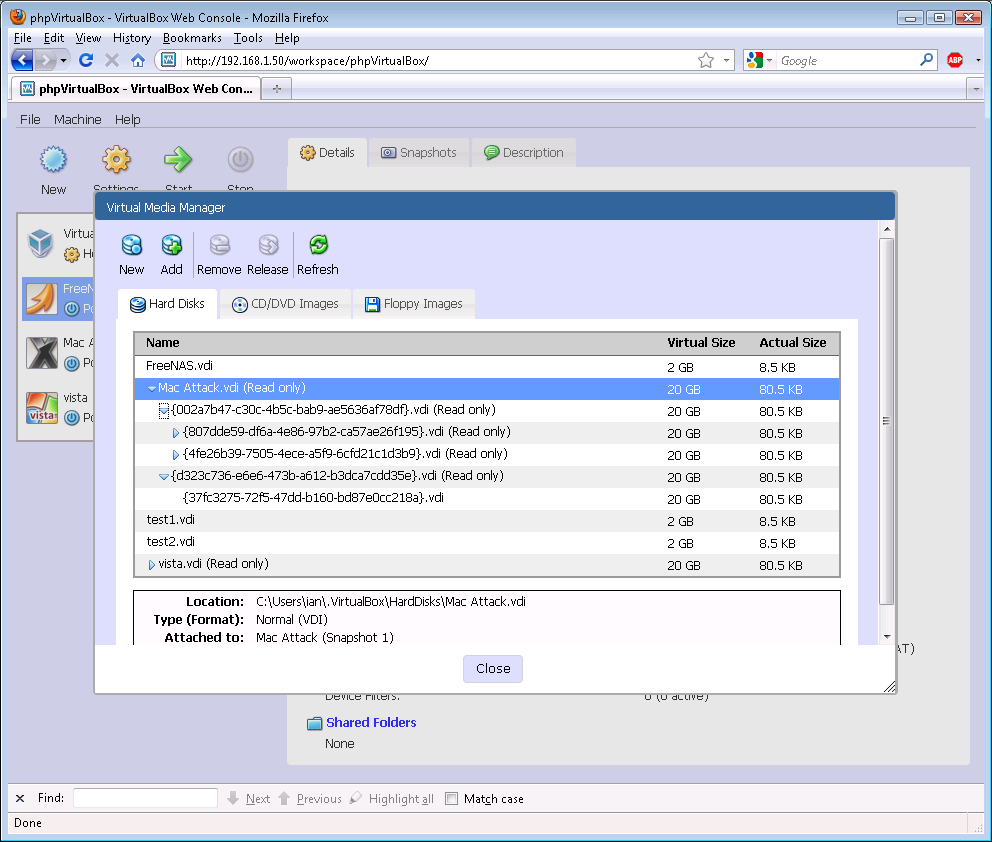 phpVirtualBox - VirtualBox Web Console - Mozilla Firefox
File Edit View History Bookmarks Tools Help
http://192.168.1.50/workspace/phpVirtualBox/ Google ABP
phpVirtualBox - VirtualBox Web Con...
File Machine Help
Details Snapshots Description
New Settings Start Stop
Virtual Media Manager
New Add Remove Release Refresh
Hard Disks CD/DVD Images Floppy Images
Name Virtual Size Actual Size
FreeNAS.vdi 2 GB 8.5 KB
Mac Attack.vdi (Read only) 20 GB 80.5 KB
{002a7b47-c30c-4b5c-bab9-ae5636af78df}.vdi (Read only) 20 GB 80.5 KB
{807dde59-df6a-4e86-97b2-ca57ae26f195}.vdi (Read only) 20 GB 80.5 KB
{4fe26b39-7505-4ece-a5f9-6cfd21c1d3b9}.vdi (Read only) 20 GB 80.5 KB
{d323c736-e6e6-473b-a612-b3dca7cdd35e}.vdi (Read only) 20 GB 80.5 KB
{37fc3275-72f5-47dd-b160-bd87e0cc218a}.vdi 20 GB 80.5 KB
test1.vdi 2 GB 8.5 KB
test2.vdi 2 GB 8.5 KB
vista.vdi (Read only) 20 GB 80.5 KB
Location: C:\Users\ian\.VirtualBox\HardDisks\Mac Attack.vdi
Type (Format): Normal (VDI)
Attached to: Mac Attack (Snapshot 1)
Close
Virtua
FreeN
Po
Mac A
Po
vista
vista
Po
AT)
Device Filters: 0 (0 active)
Shared Folders
None
Find: Next Previous Highlight all Match case
Done